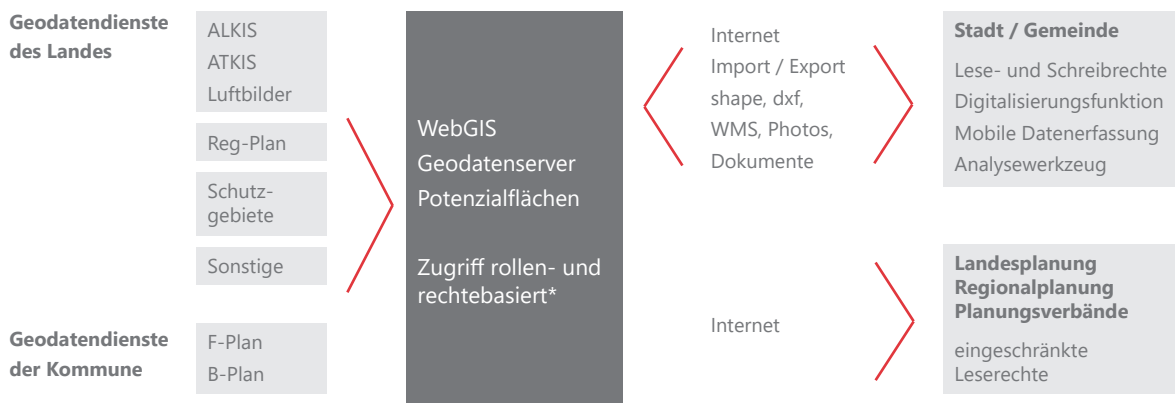 Geodatendienste
des Landes
ALKIS
ATKIS
Luftbilder
Reg-Plan
Schutz-
gebiete
Sonstige
Geodatendienste
der Kommune
F-Plan
B-Plan
WebGIS
Geodatenserver
Potenzialflächen
Zugriff rollen- und
rechtebasiert*
Internet
Import / Export
shape, dxf,
WMS, Photos,
Dokumente
Stadt / Gemeinde
Lese- und Schreibrechte
Digitalisierungsfunktion
Mobile Datenerfassung
Analysewerkzeug
Internet
Landesplanung
Regionalplanung
Planungsverbände
eingeschränkte
Leserechte